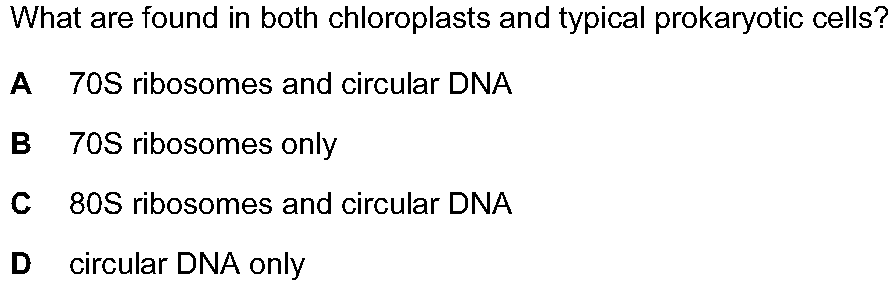 What are found in both chloroplasts and typical prokaryotic cells?
A 70S ribosomes and circular DNA
B 70S ribosomes only
C 80S ribosomes and circular DNA
D circular DNA only